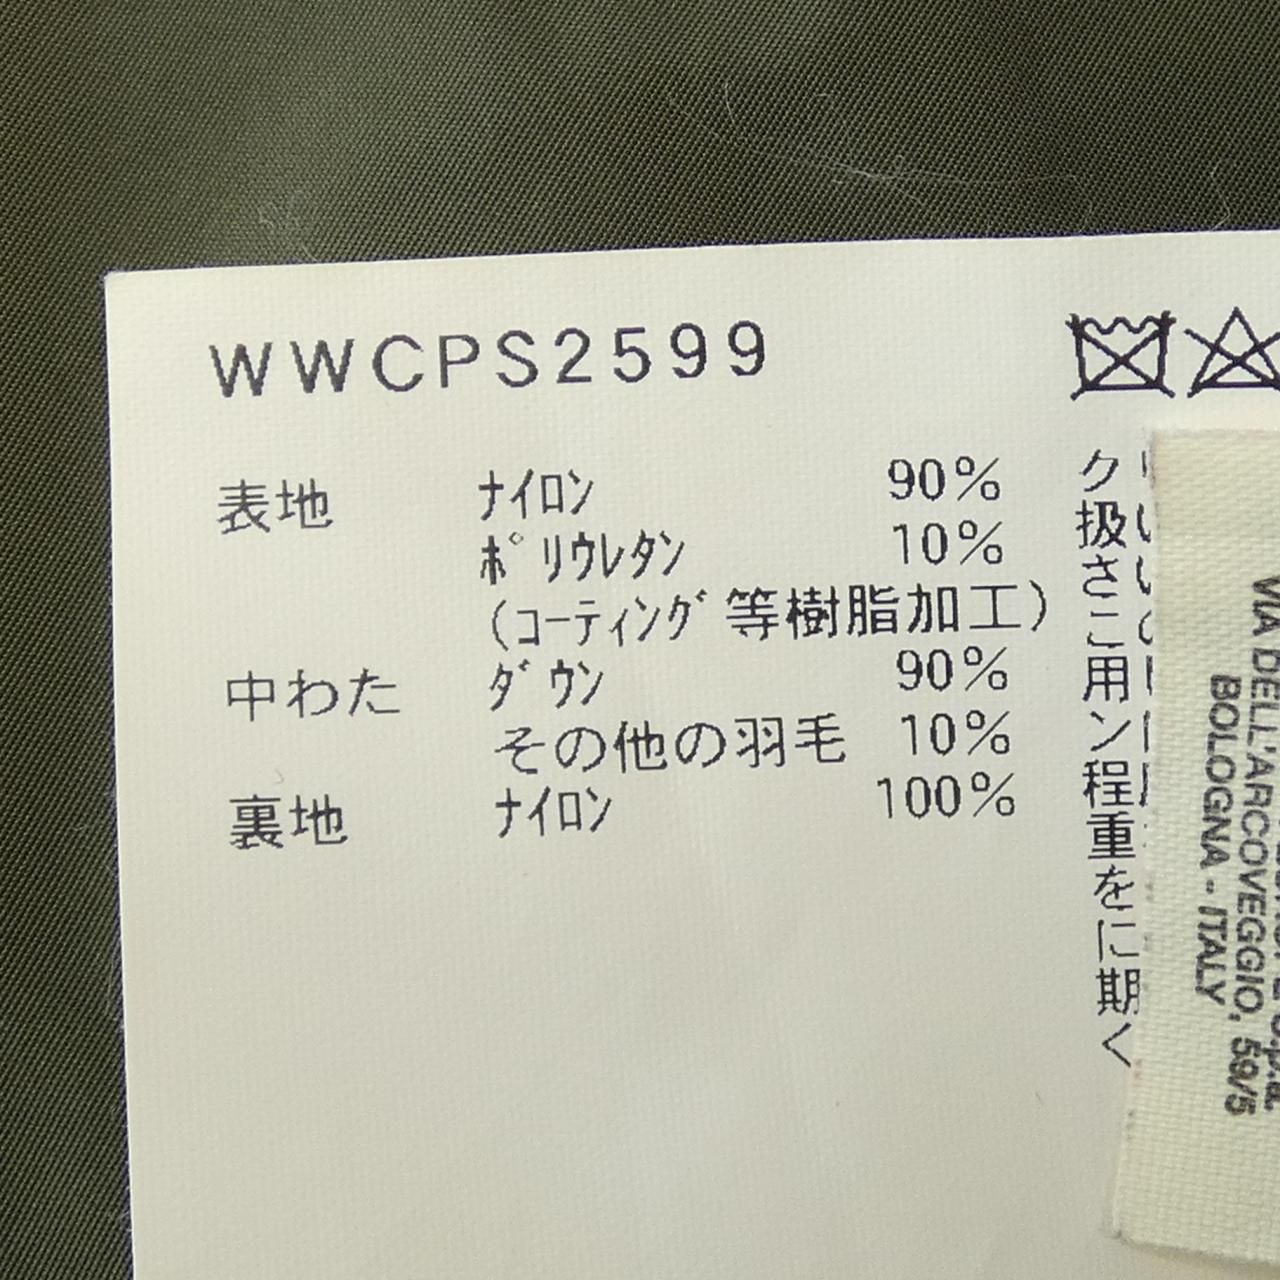 WWCPS2599
表地 ナイロン 90%
ポリウレタン 10%
(コーティング等樹脂加工)
中わた ダウン 90%
その他の羽毛 10%
裏地 ナイロン 100%
ク
扱い
さい
この
用
ン
程
重
を
に
期
く
VIA DELL'ARCOVEGGIO, 59/5
BOLOGNA - ITALY